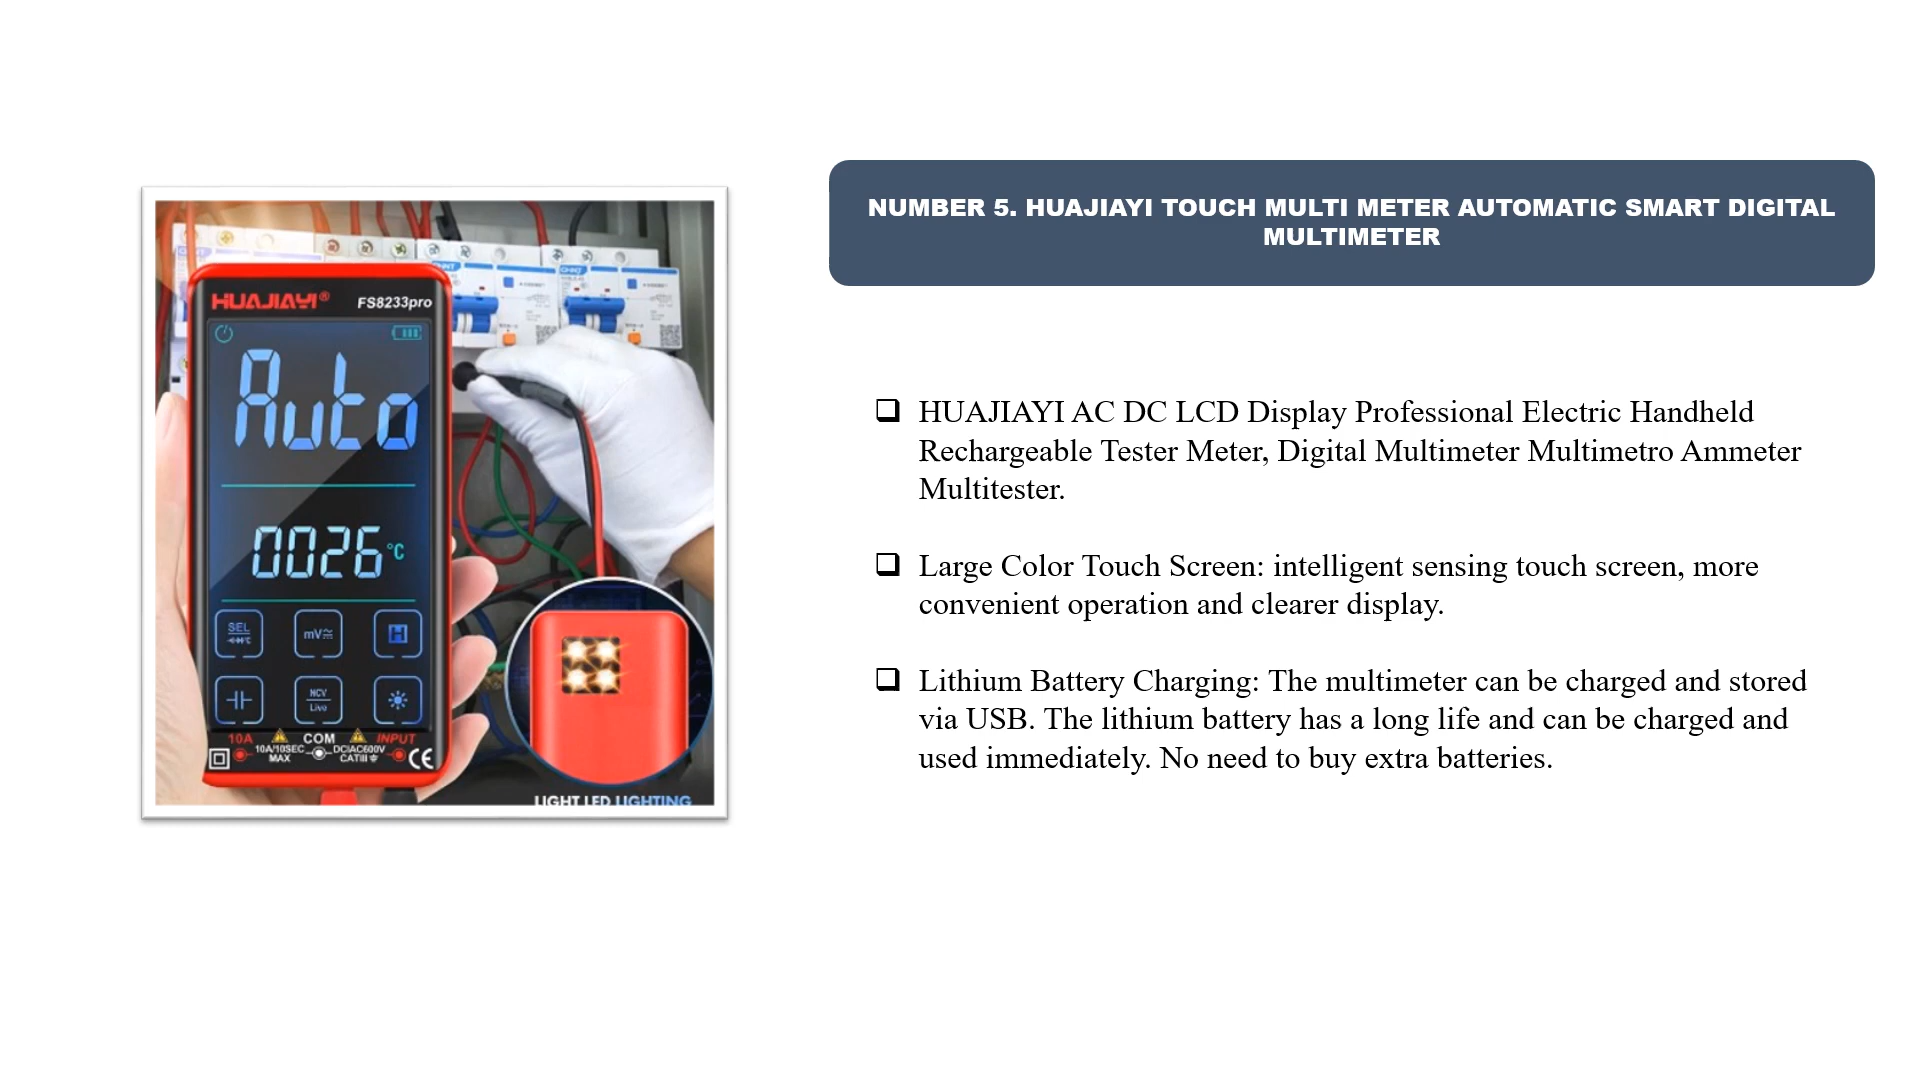 NUMBER 5. HUAJIAYI TOUCH MULTI METER AUTOMATIC SMART DIGITAL
MULTIMETER
HUAJIAYI®
FS8233pro
Auto
0026 °C
SEL
mV
H
NCV
Live
10A
COM
INPUT
10A/10SEC
MAX
DC/AC600V
CATIII
CE
LIGHT LED LIGHTING
HUAJIAYI AC DC LCD Display Professional Electric Handheld
Rechargeable Tester Meter, Digital Multimeter Multimetro Ammeter
Multitester.
Large Color Touch Screen: intelligent sensing touch screen, more
convenient operation and clearer display.
Lithium Battery Charging: The multimeter can be charged and stored
via USB. The lithium battery has a long life and can be charged and
used immediately. No need to buy extra batteries.